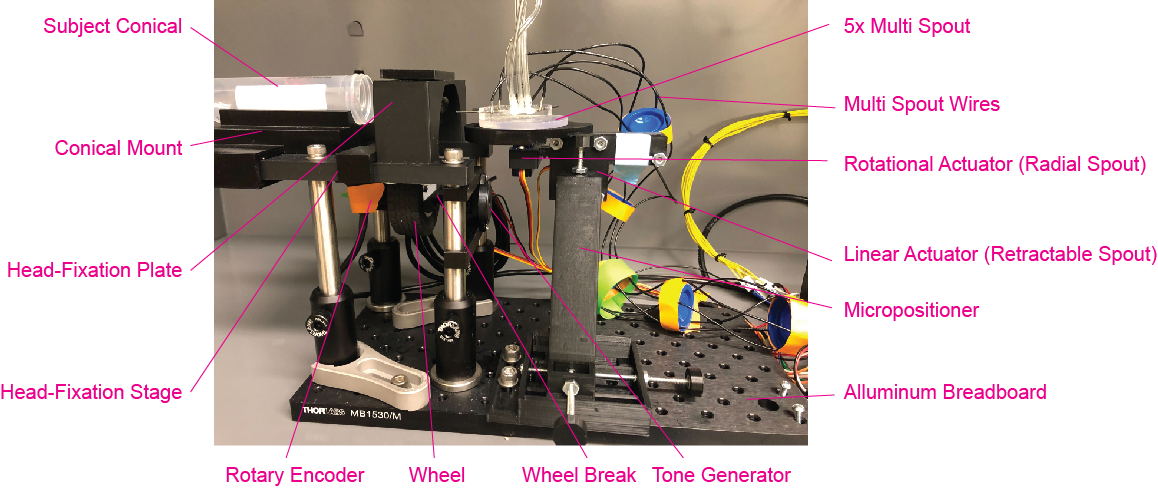 Subject Conical
5x Multi Spout
Multi Spout Wires
Conical Mount
Rotational Actuator (Radial Spout)
Linear Actuator (Retractable Spout)
Head-Fixation Plate
Micropositioner
Head-Fixation Stage
Alluminum Breadboard
THORLABS MB1530/M
Rotary Encoder
Wheel
Wheel Break
Tone Generator